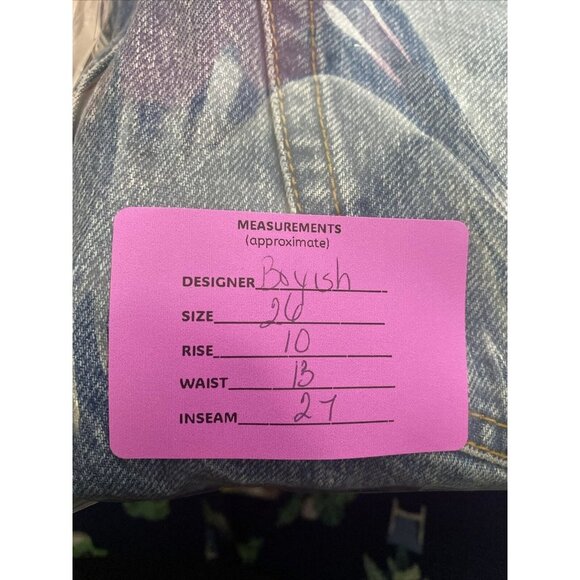 MEASUREMENTS
(approximate)
DESIGNER Boyish
SIZE 26
RISE 10
WAIST 13
INSEAM 27